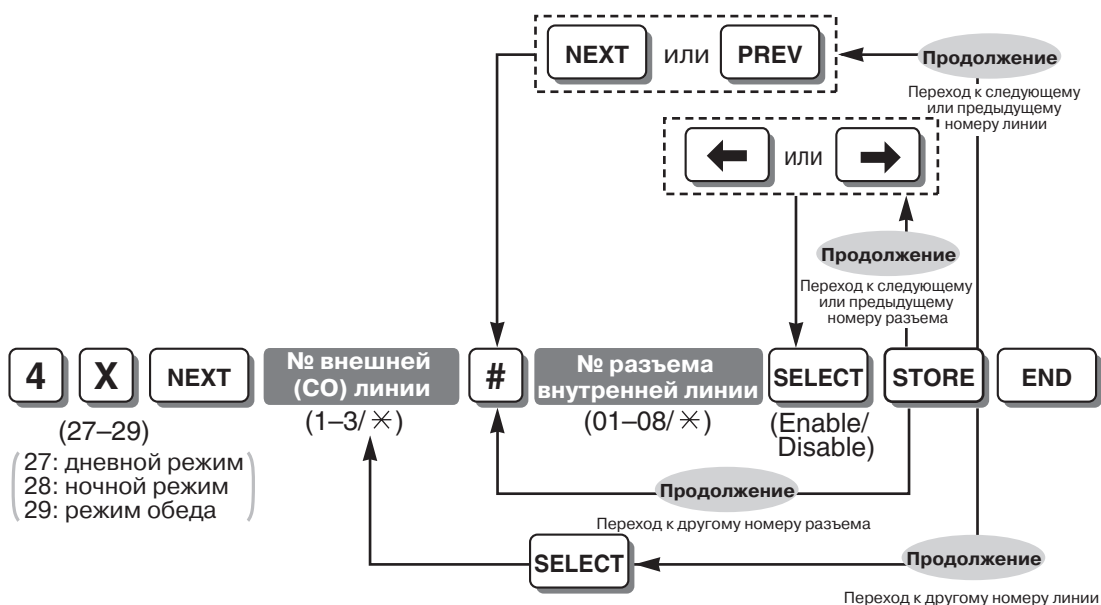 NEXT или PREV
Продолжение
Переход к следующему
или предыдущему
номеру линии
← или →
Продолжение
Переход к следующему
или предыдущему
номеру разъема
4 X NEXT № внешней (CO) линии # № разъема внутренней линии SELECT STORE END
(27–29)
(1–3/✳)
(01–08/✳)
(Enable/
Disable)
27: дневной режим
28: ночной режим
29: режим обеда
Продолжение
Переход к другому номеру разъема
SELECT
Продолжение
Переход к другому номеру линии